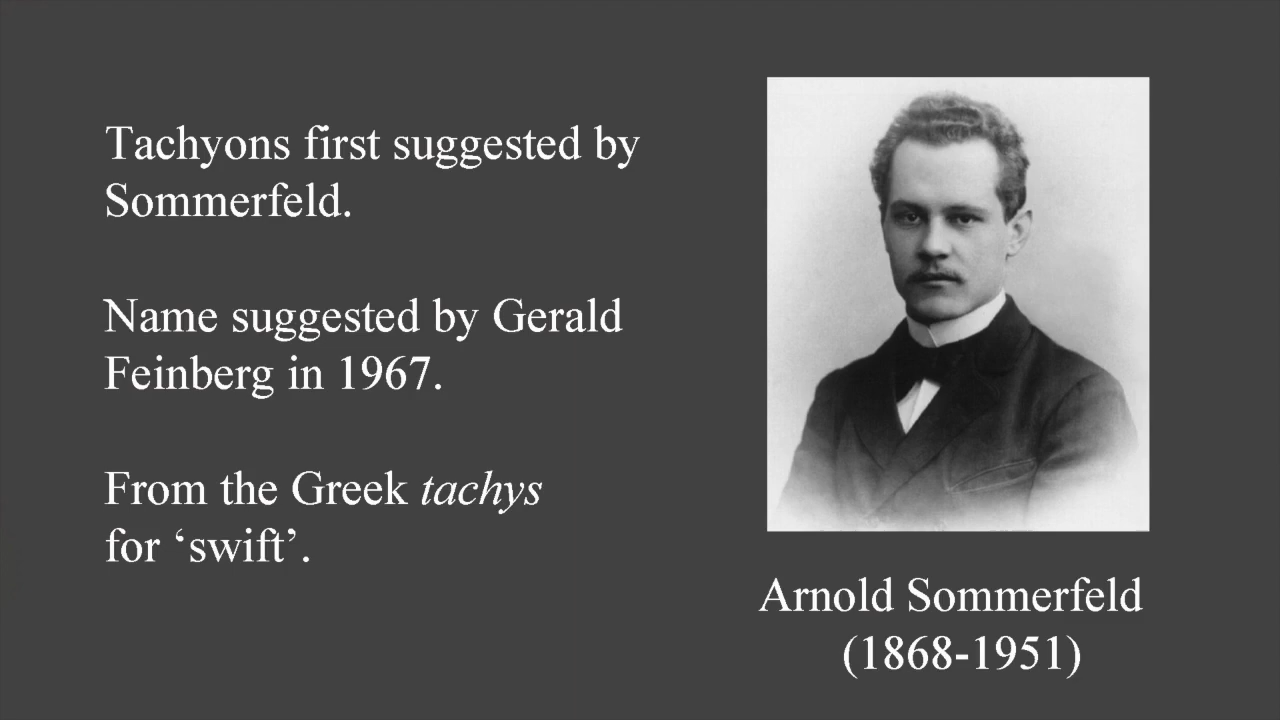 Tachyons first suggested by
Sommerfeld.
Name suggested by Gerald
Feinberg in 1967.
From the Greek tachys
for ‘swift’.
Arnold Sommerfeld
(1868-1951)